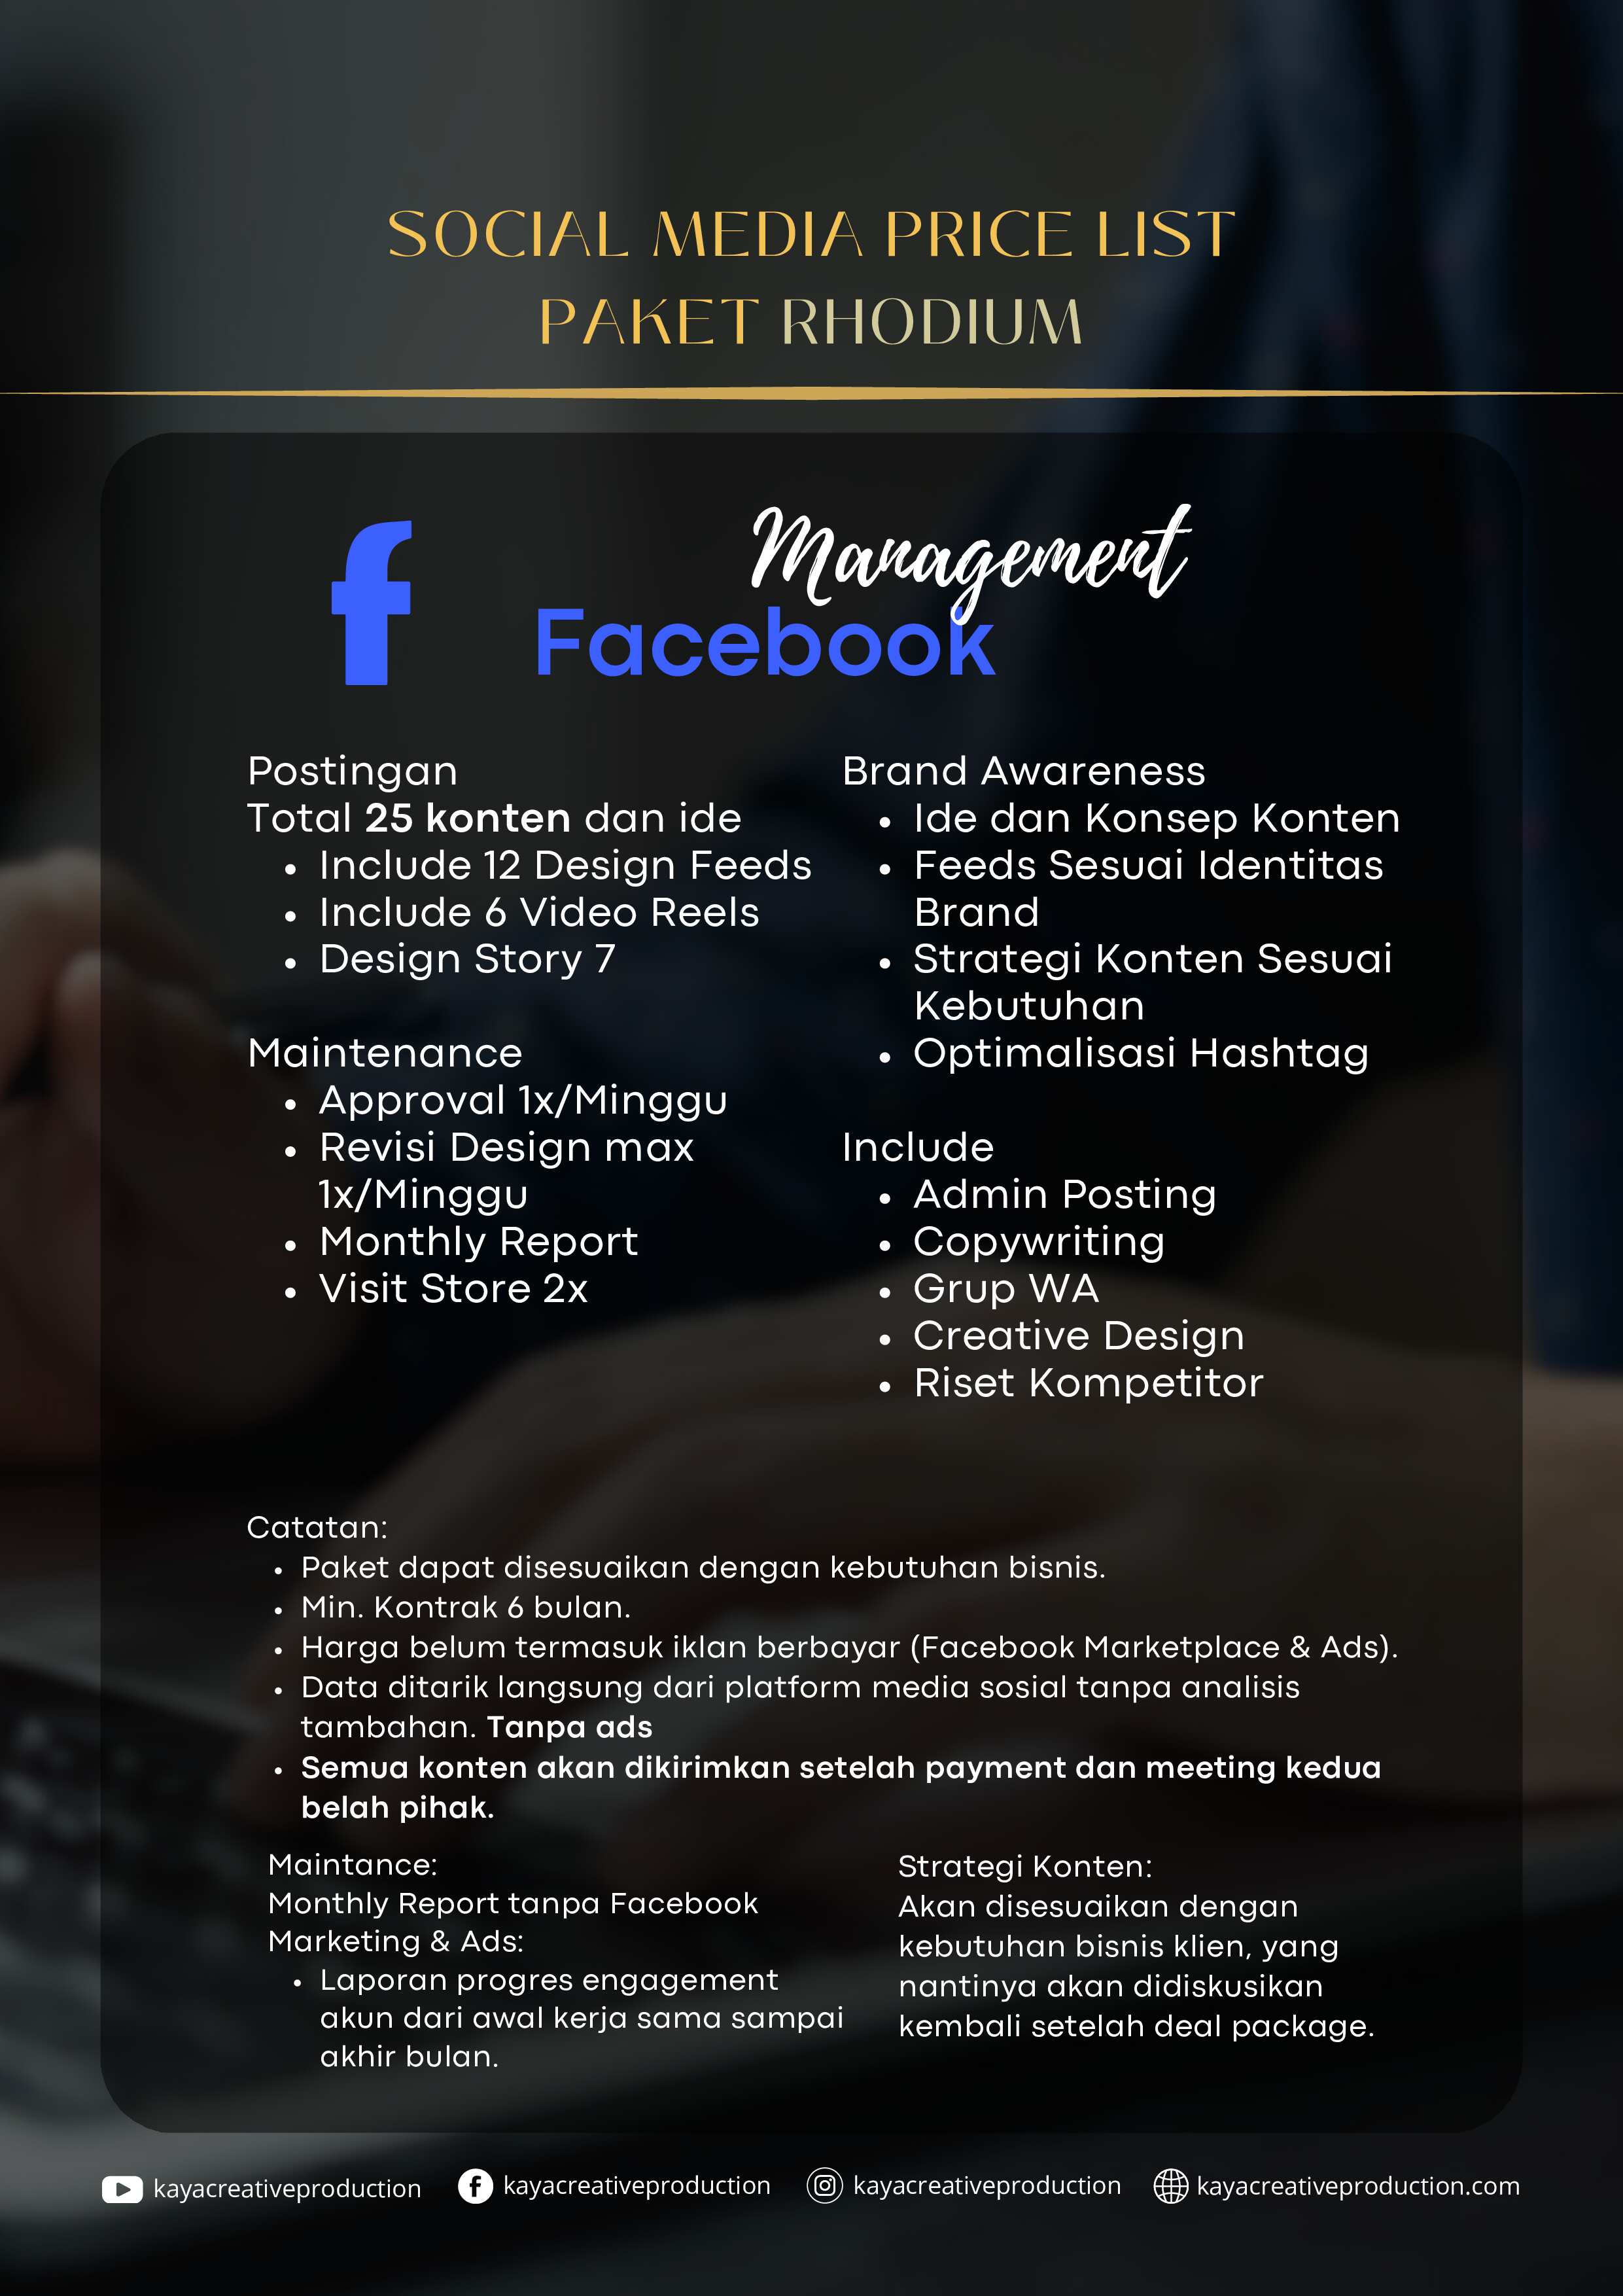 SOCIAL MEDIA PRICE LIST
PAKET RHODIUM
Management
Facebook
Postingan
Total 25 konten dan ide
• Include 12 Design Feeds
• Include 6 Video Reels
• Design Story 7
Maintenance
• Approval 1x/Minggu
• Revisi Design max
1x/Minggu
• Monthly Report
• Visit Store 2x
Brand Awareness
• Ide dan Konsep Konten
• Feeds Sesuai Identitas
Brand
• Strategi Konten Sesuai
Kebutuhan
• Optimalisasi Hashtag
Include
• Admin Posting
• Copywriting
• Grup WA
• Creative Design
• Riset Kompetitor
Catatan:
• Paket dapat disesuaikan dengan kebutuhan bisnis.
• Min. Kontrak 6 bulan.
• Harga belum termasuk iklan berbayar (Facebook Marketplace & Ads).
• Data ditarik langsung dari platform media sosial tanpa analisis
tambahan. Tanpa ads
• Semua konten akan dikirimkan setelah payment dan meeting kedua
belah pihak.
Maintance:
Monthly Report tanpa Facebook
Marketing & Ads:
• Laporan progres engagement
akun dari awal kerja sama sampai
akhir bulan.
Strategi Konten:
Akan disesuaikan dengan
kebutuhan bisnis klien, yang
nantinya akan didiskusikan
kembali setelah deal package.
kayacreativeproduction
kayacreativeproduction
kayacreativeproduction
kayacreativeproduction.com